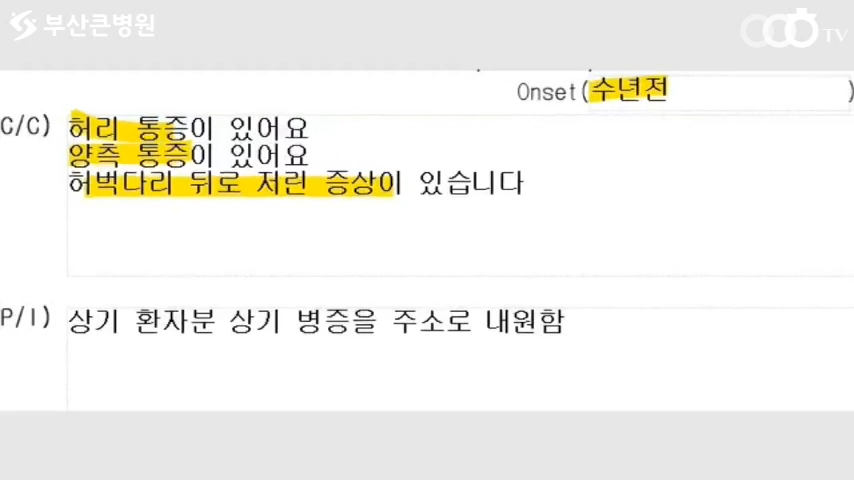 부산큰병원
TV
Onset(수년전)
C/C) 허리 통증이 있어요
양측 통증이 있어요
허벅다리 뒤로 저린 증상이 있습니다
P/I) 상기 환자분 상기 병증을 주소로 내원함